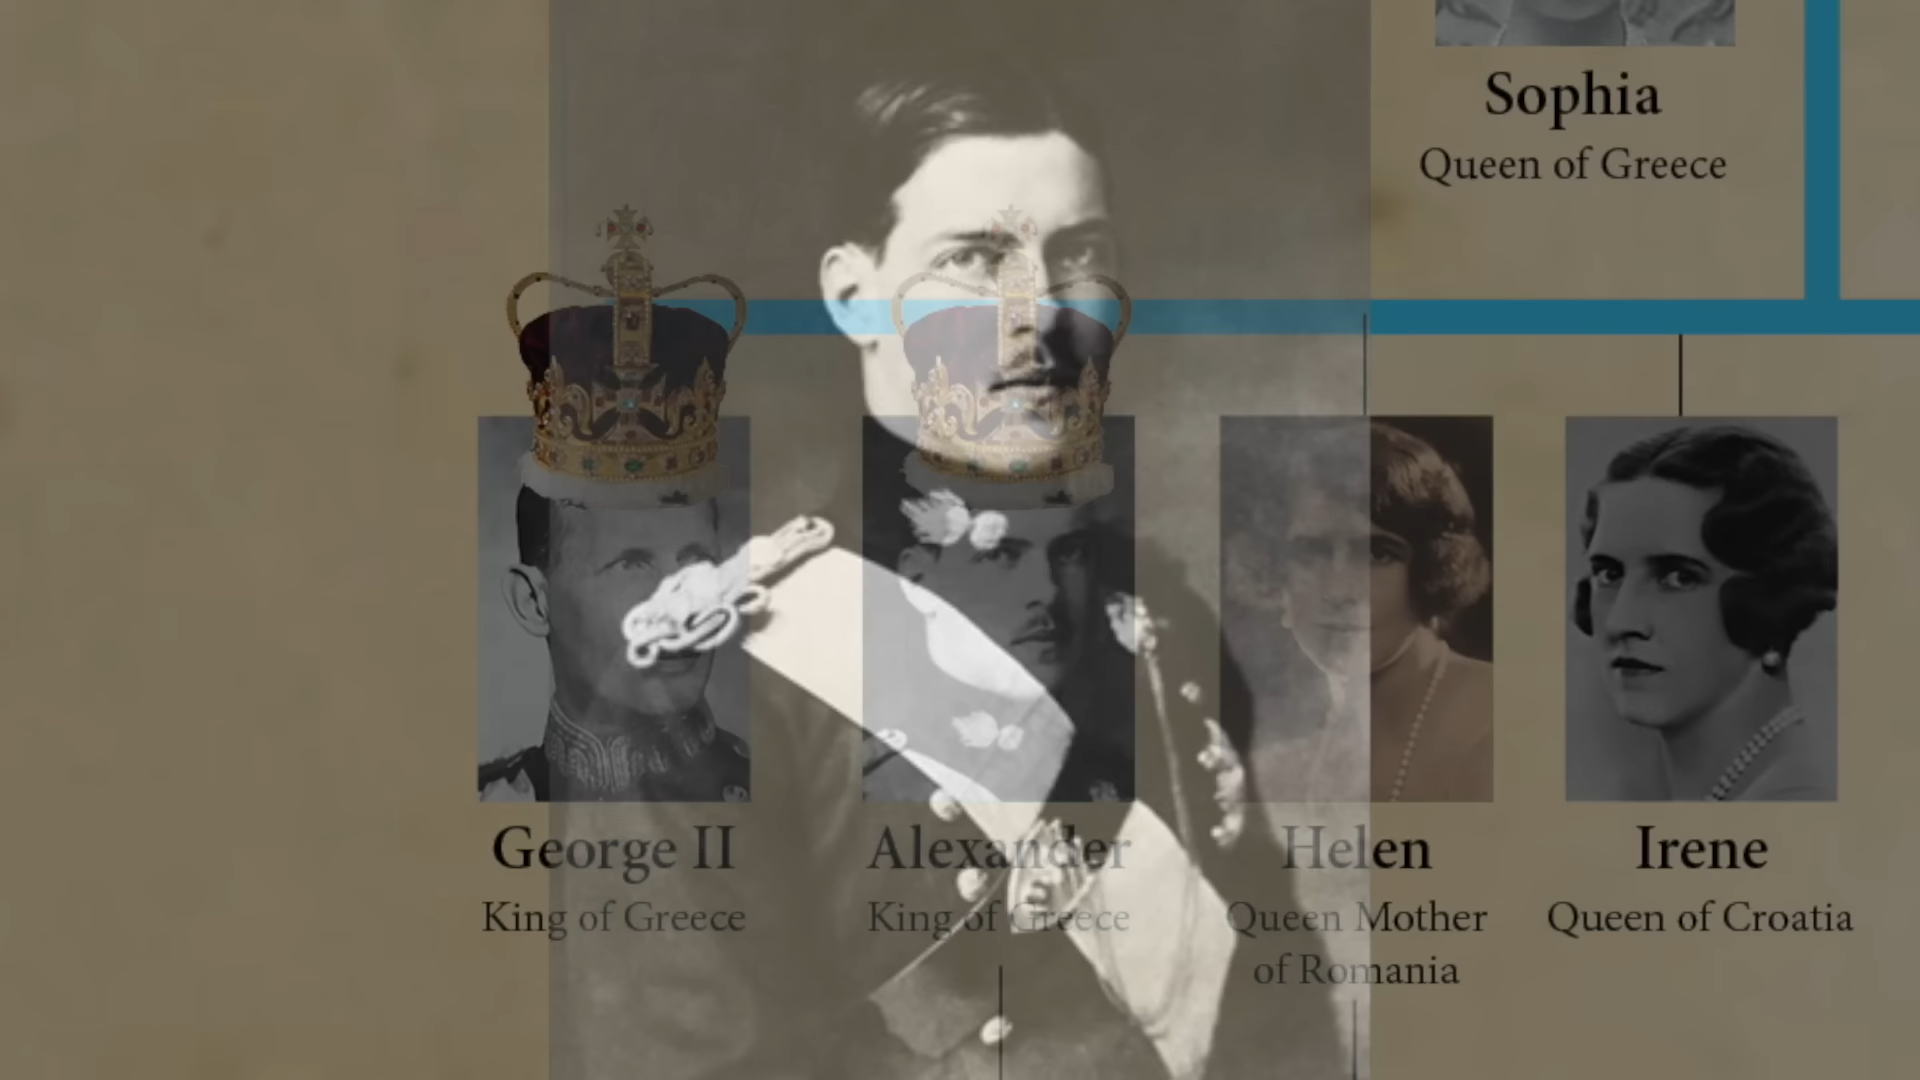 Sophia
Queen of Greece
George II
King of Greece
Alexander
King of Greece
Helen
Queen Mother
of Romania
Irene
Queen of Croatia